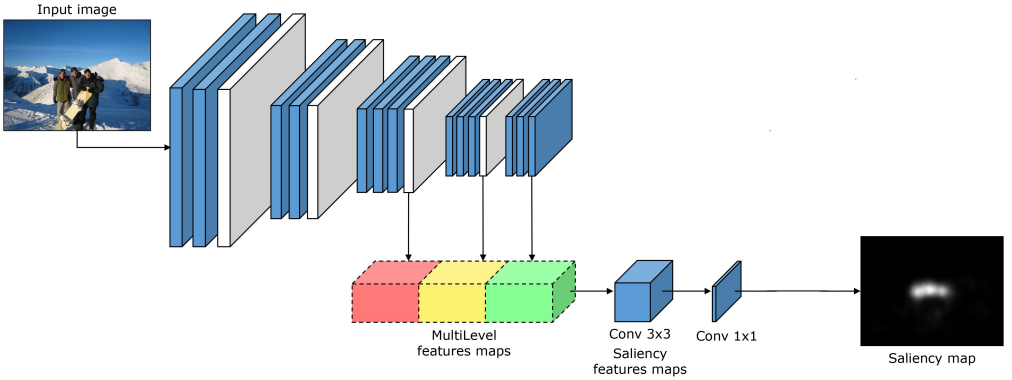 Input image
MultiLevel
features maps
Conv 3x3
Saliency
features maps
Conv 1x1
Saliency map